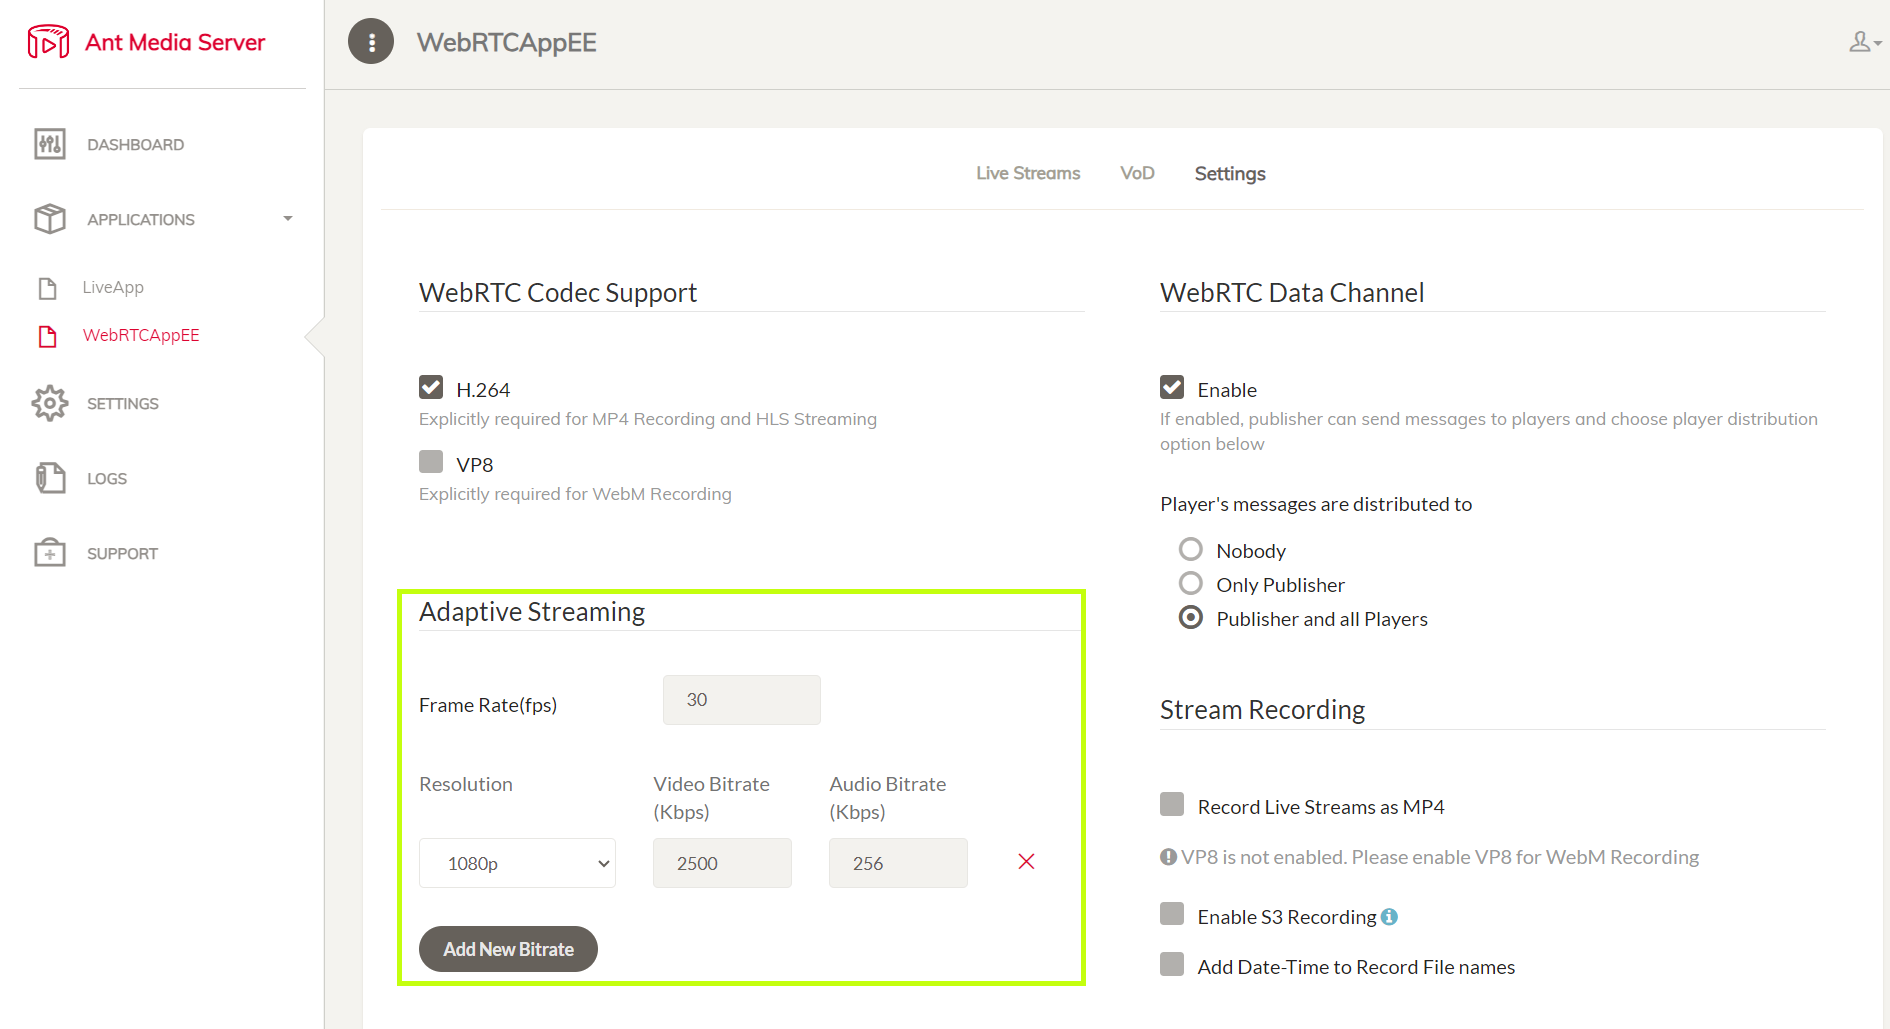 Ant Media Server
WebRTCAppEE
DASHBOARD
APPLICATIONS
LiveApp
WebRTCAppEE
SETTINGS
LOGS
SUPPORT
Live Streams VoD Settings
WebRTC Codec Support
H.264
Explicitly required for MP4 Recording and HLS Streaming
VP8
Explicitly required for WebM Recording
Adaptive Streaming
Frame Rate(fps) 30
Resolution Video Bitrate (Kbps) Audio Bitrate (Kbps)
1080p 2500 256
Add New Bitrate
WebRTC Data Channel
Enable
If enabled, publisher can send messages to players and choose player distribution
option below
Player's messages are distributed to
Nobody
Only Publisher
Publisher and all Players
Stream Recording
Record Live Streams as MP4
VP8 is not enabled. Please enable VP8 for WebM Recording
Enable S3 Recording
Add Date-Time to Record File names